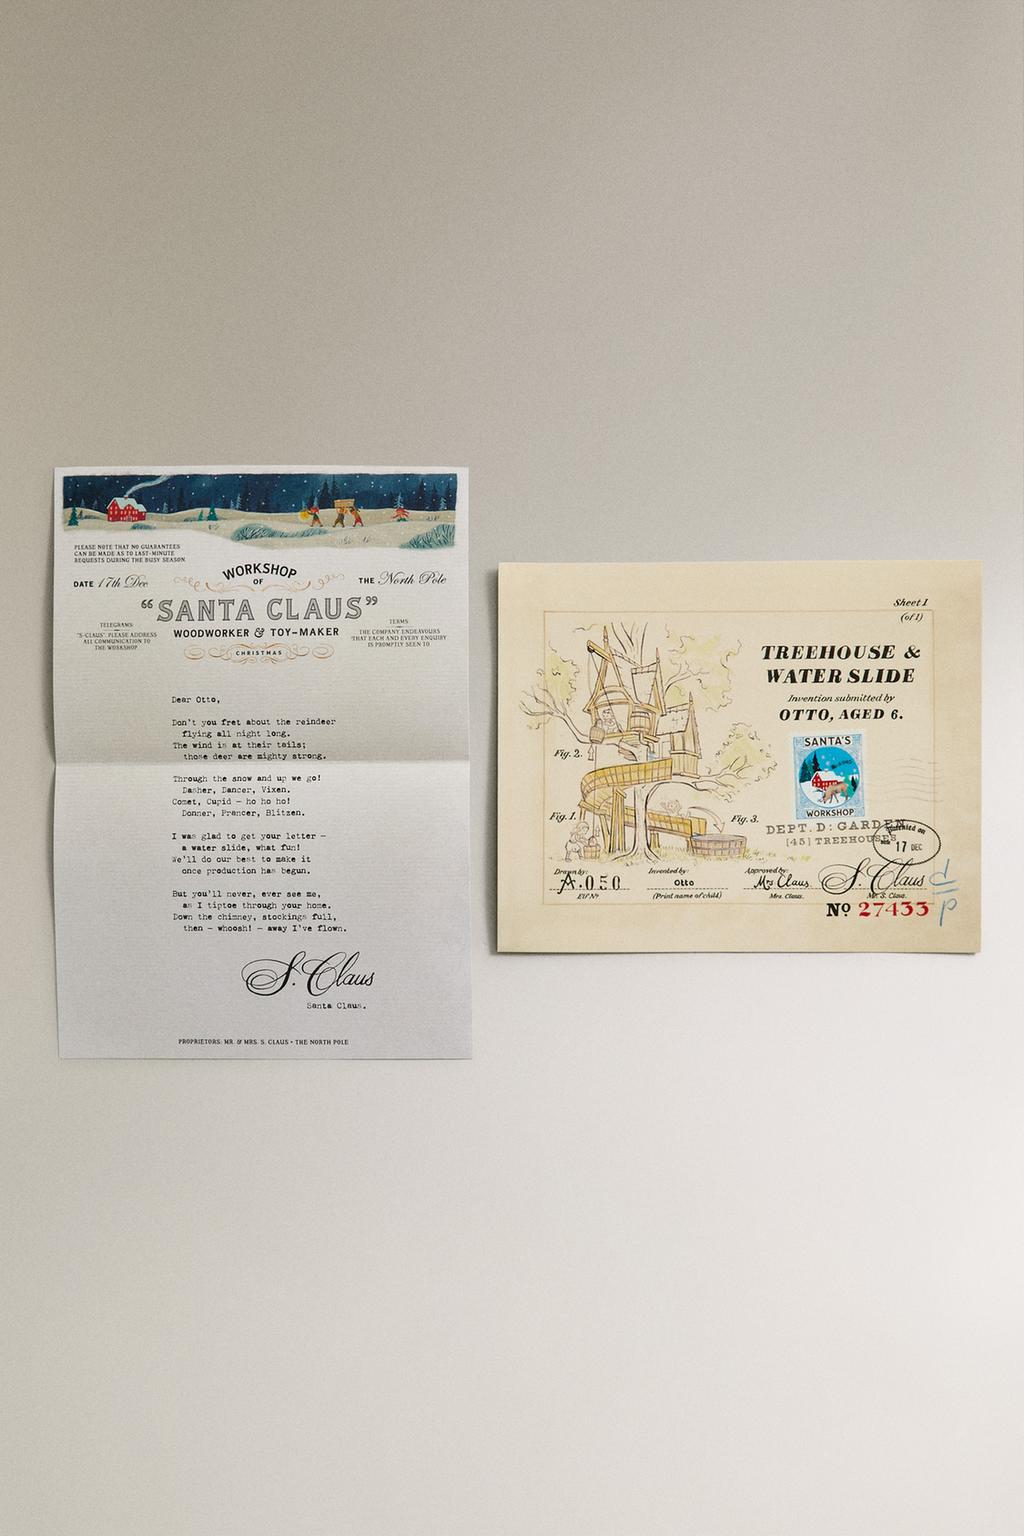 PLEASE NOTE THAT NO GUARANTEES
CAN BE MADE AS TO LAST-MINUTE
REQUESTS DURING THE BUSY SEASON
DATE 17th Dec
WORKSHOP
OF
THE North Pole
“SANTA CLAUS”
WOODWORKER & TOY-MAKER
CHRISTMAS
TELEGRAMS:
"S-CLAUS". PLEASE ADDRESS
ALL COMMUNICATION TO
THE WORKSHOP
TERMS:
THE COMPANY ENDEAVOURS
THAT EACH AND EVERY ENQUIRY
IS PROMPTLY SEEN TO
Dear Otto,
Don't you fret about the reindeer
flying all night long.
The wind is at their tails;
those deer are mighty strong.
Through the snow and up we go!
Dasher, Dancer, Vixen.
Comet, Cupid – ho ho ho!
Donner, Prancer, Blitzen.
I was glad to get your letter –
a water slide, what fun!
We'll do our best to make it
once production has begun.
But you'll never, ever see me,
as I tiptoe through your home.
Down the chimney, stockings full,
then – whoosh! – away I've flown.
S. Claus
Santa Claus.
PROPRIETORS: MR. & MRS. S. CLAUS • THE NORTH POLE
Sheet 1
(of 1)
TREEHOUSE &
WATER SLIDE
Invention submitted by
OTTO, AGED 6.
SANTA'S
WORKSHOP
Fig. 2.
Fig. 1.
Fig. 3.
DEPT. D: GARDEN
[45] TREEHOUSES
17 DEC
Drawn by:
A.050
Elf Nº
Invented by:
Otto
(Print name of child)
Approved by:
Mrs Claus
Mrs. Claus.
S. Claus
Nº 27433